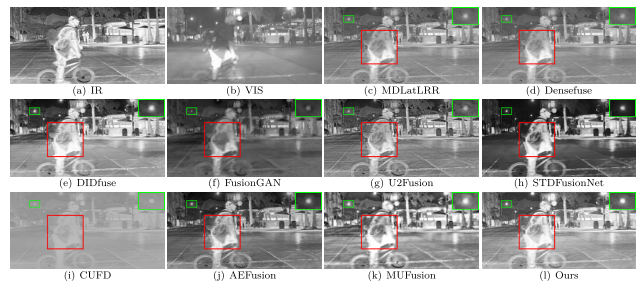 (a) IR
(b) VIS
(c) MDLatLRR
(d) Densefuse
(e) DIDfuse
(f) FusionGAN
(g) U2Fusion
(h) STDFusionNet
(i) CUFD
(j) AEFusion
(k) MUFusion
(l) Ours